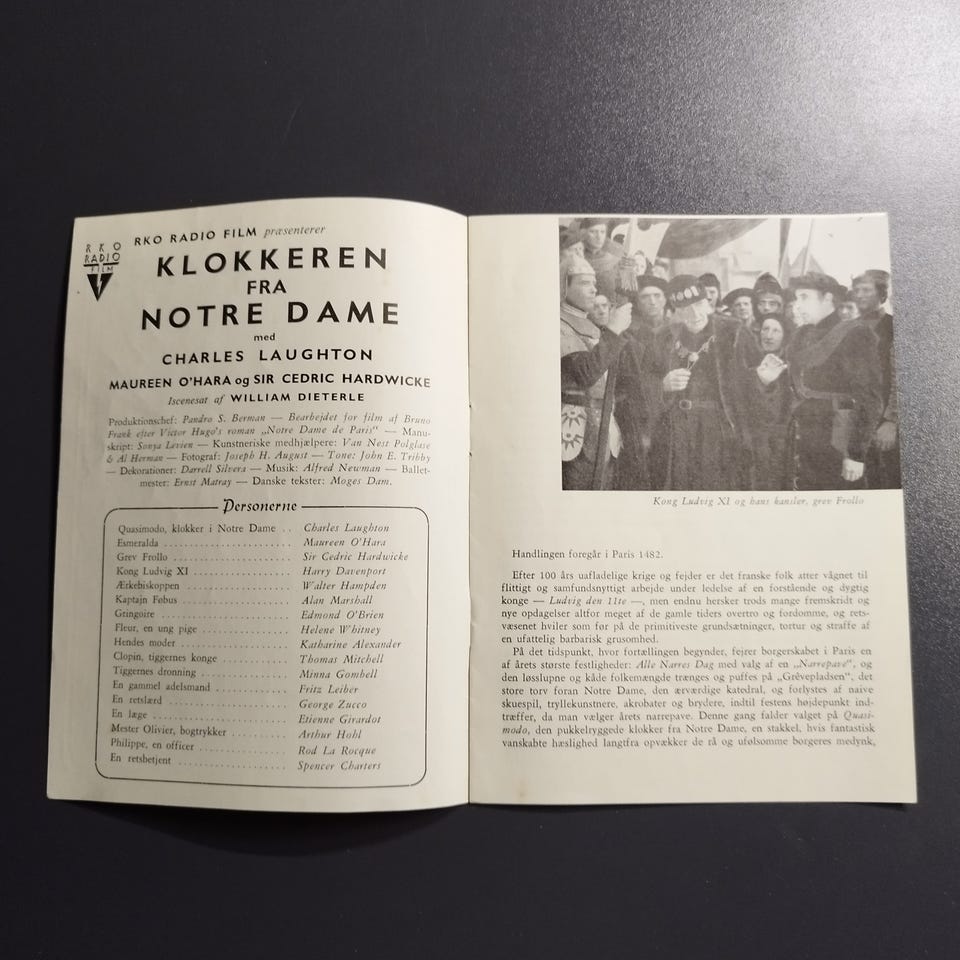 RKO
RADIO
FILM
RKO RADIO FILM præsenterer
KLOKKEREN
FRA
NOTRE DAME
med
CHARLES LAUGHTON
MAUREEN O'HARA og SIR CEDRIC HARDWICKE
Iscenesat af WILLIAM DIETERLE
Produktionschef: Pandro S. Berman — Bearbejdet for film af Bruno
Frank efter Victor Hugo's roman „Notre Dame de Paris“ — Manu-
skript: Sonya Levien — Kunstneriske medhjælpere: Van Nest Polglase
& Al Herman — Fotograf: Joseph H. August — Tone: John E. Tribby
— Dekorationer: Darrell Silvera — Musik: Alfred Newman — Ballet-
mester: Ernst Matray — Danske tekster: Moges Dam.
Personerne
Quasimodo, klokker i Notre Dame .. Charles Laughton
Esmeralda ........................ Maureen O'Hara
Grev Frollo ...................... Sir Cedric Hardwicke
Kong Ludvig XI ................... Harry Davenport
Ærkebiskoppen .................... Walter Hampden
Kaptajn Føbus .................... Alan Marshall
Gringoire ........................ Edmond O'Brien
Fleur, en ung pige ............... Helene Whitney
Hendes moder ..................... Katharine Alexander
Clopin, tiggernes konge .......... Thomas Mitchell
Tiggernes dronning ............... Minna Gombell
En gammel adelsmand .............. Fritz Leiber
En retslærd ...................... George Zucco
En læge .......................... Etienne Girardot
Mester Olivier, bogtrykker ....... Arthur Hohl
Philippe, en officer ............. Rod La Rocque
En retsbetjent ................... Spencer Charters
Kong Ludvig XI og hans kansler, grev Frollo
Handlingen foregår i Paris 1482.
Efter 100 års uafladelige krige og fejder er det franske folk atter vågnet til
flittigt og samfundsnyttigt arbejde under ledelse af en forstående og dygtig
konge — Ludvig den 11te —, men endnu hersker trods mange fremskridt og
nye opdagelser altfor meget af de gamle tiders overtro og fordomme, og rets-
væsenet hviler som før på de primitiveste grundsætninger, tortur og straffe af
en ufattelig barbarisk grusomhed.
På det tidspunkt, hvor fortællingen begynder, fejrer borgerskabet i Paris en
af årets største festligheder: Alle Narres Dag med valg af en „Narrepave“, og
den løsslupne og kåde folkemængde trænges og puffes på „Grêvepladsen“, det
store torv foran Notre Dame, den ærværdige katedral, og forlystes af naive
skuespil, tryllekunstnere, akrobater og brydere, indtil festens højdepunkt ind-
træffer, da man vælger årets narrepave. Denne gang falder valget på Quasi-
modo, den pukkelryggede klokker fra Notre Dame, en stakkel, hvis fantastisk
vanskabte hæslighed langtfra opvækker de rå og ufølsomme borgeres medynk,